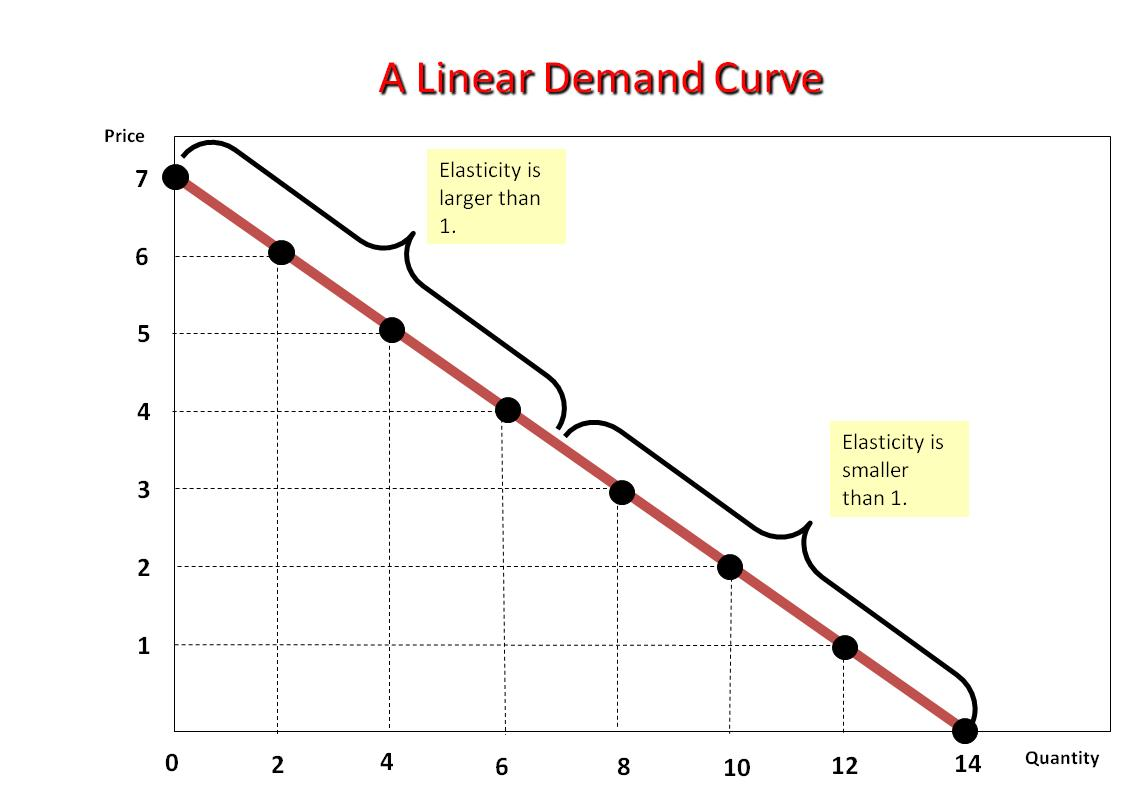 A Linear Demand Curve
Price
7
Elasticity is
larger than
1.
6
5
4
Elasticity is
smaller
than 1.
3
2
1
0 2 4 6 8 10 12 14 Quantity